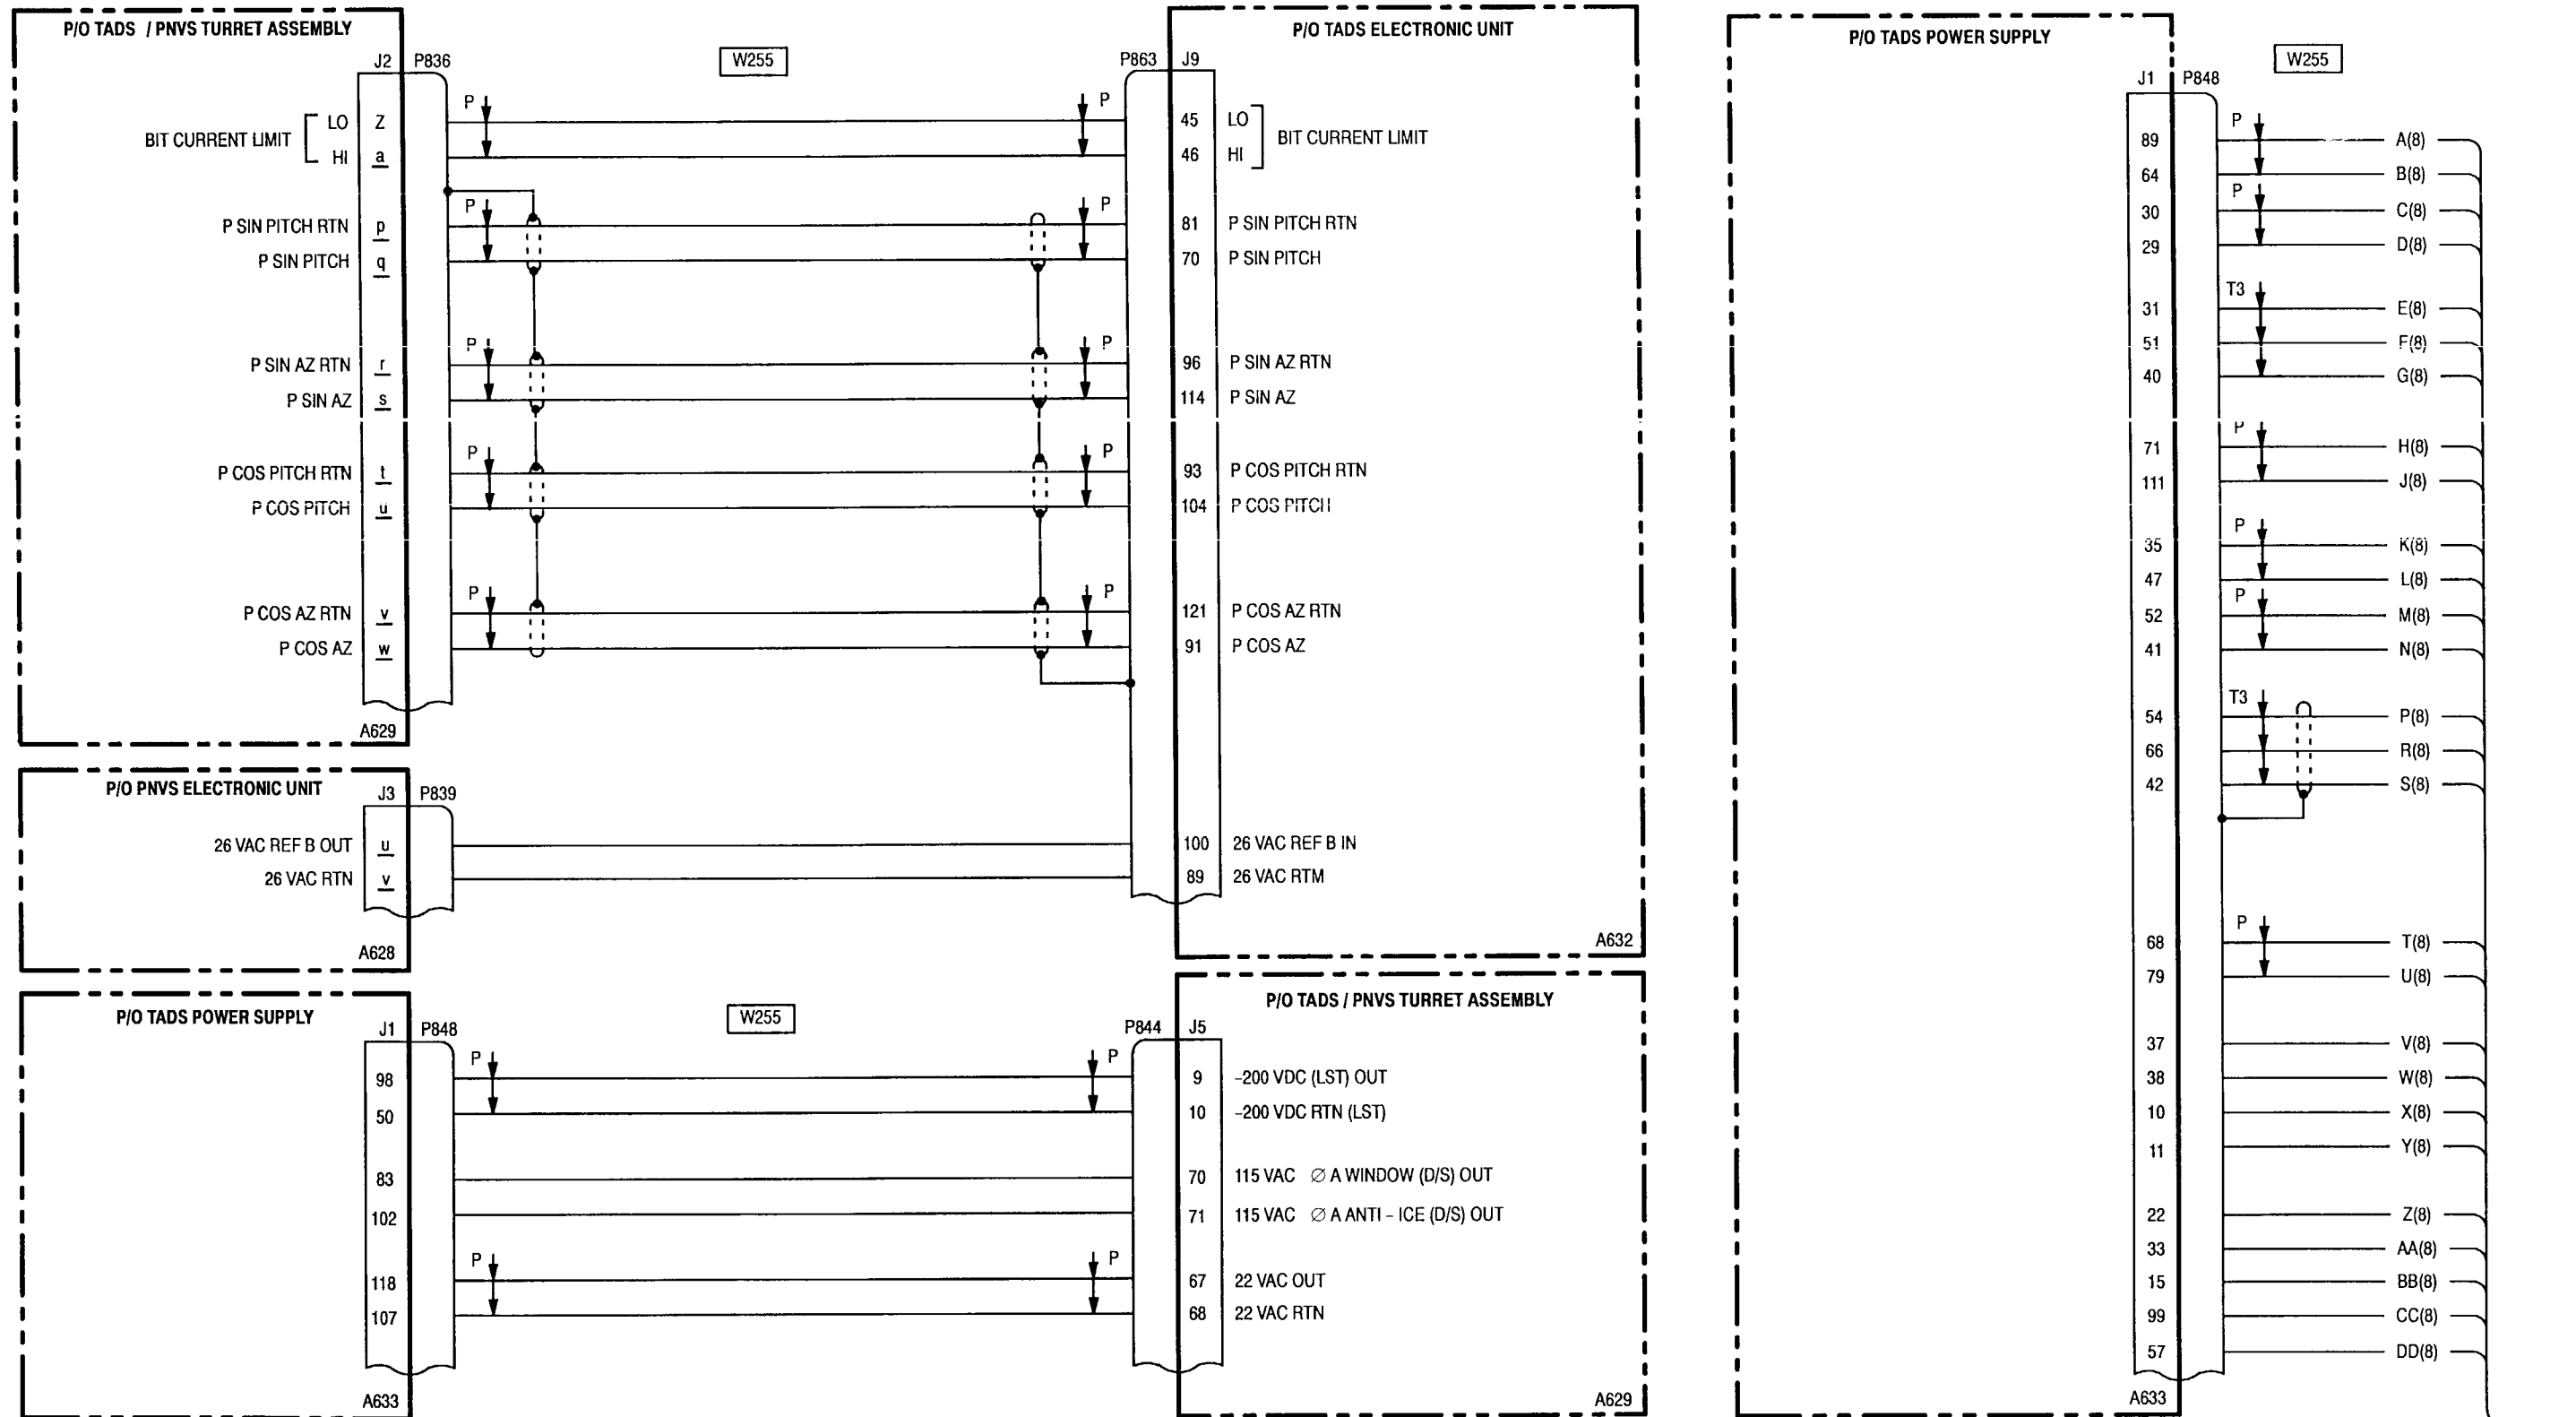 P/O TADS / PNVS TURRET ASSEMBLY
J2 P836
W255
BIT CURRENT LIMIT
LO Z
HI a
P P
P SIN PITCH RTN p
P SIN PITCH q
P P
P SIN AZ RTN r
P SIN AZ s
P P
P COS PITCH RTN t
P COS PITCH u
P P
P COS AZ RTN v
P COS AZ w
P P
A629
P/O TADS ELECTRONIC UNIT
P863 J9
45 LO
46 HI
BIT CURRENT LIMIT
81 P SIN PITCH RTN
70 P SIN PITCH
96 P SIN AZ RTN
114 P SIN AZ
93 P COS PITCH RTN
104 P COS PITCH
121 P COS AZ RTN
91 P COS AZ
100 26 VAC REF B IN
89 26 VAC RTM
A632
P/O PNVS ELECTRONIC UNIT
J3 P839
26 VAC REF B OUT u
26 VAC RTN v
A628
P/O TADS POWER SUPPLY
J1 P848
W255
98
50
P P
83
102
118
107
P P
A633
P/O TADS / PNVS TURRET ASSEMBLY
P844 J5
9 –200 VDC (LST) OUT
10 –200 VDC RTN (LST)
70 115 VAC ∅ A WINDOW (D/S) OUT
71 115 VAC ∅ A ANTI – ICE (D/S) OUT
67 22 VAC OUT
68 22 VAC RTN
A629
P/O TADS POWER SUPPLY
J1 P848
W255
P
89 A(8)
64 B(8)
P
30 C(8)
29 D(8)
T3
31 E(8)
51 F(8)
40 G(8)
P
71 H(8)
111 J(8)
P
35 K(8)
47 L(8)
P
52 M(8)
41 N(8)
T3
54 P(8)
66 R(8)
42 S(8)
P
68 T(8)
79 U(8)
37 V(8)
38 W(8)
10 X(8)
11 Y(8)
22 Z(8)
33 AA(8)
15 BB(8)
99 CC(8)
57 DD(8)
A633